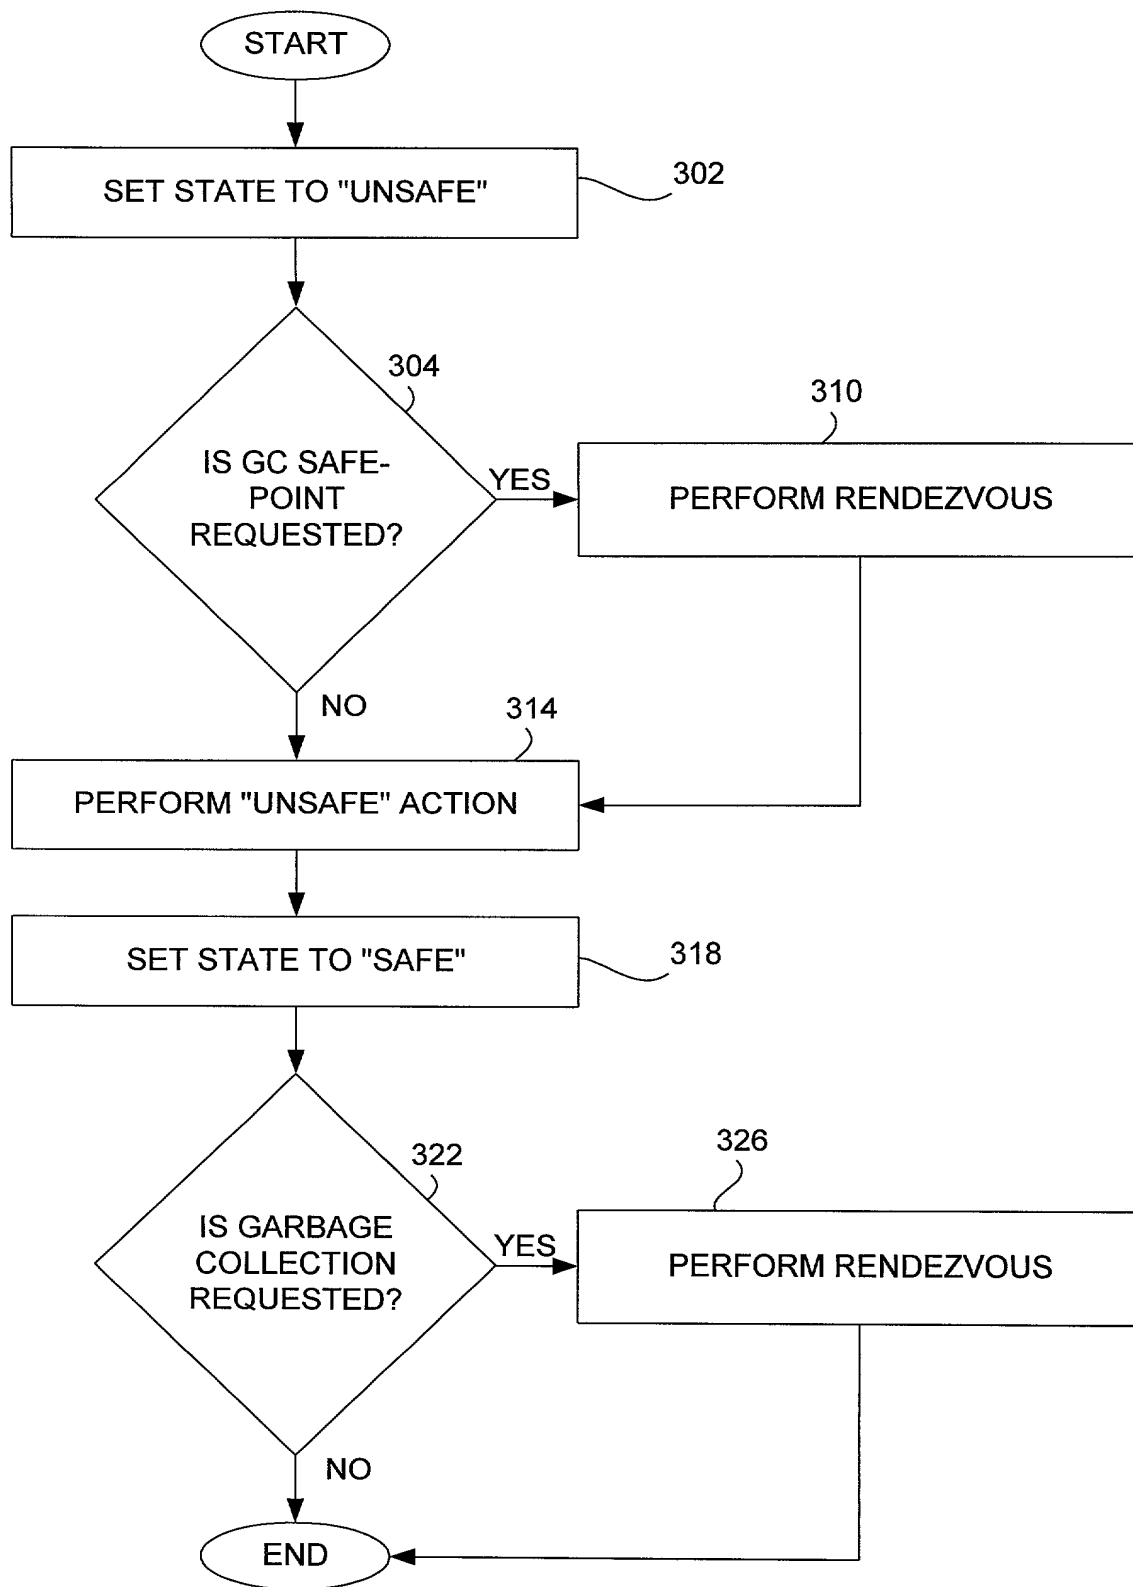 START
SET STATE TO "UNSAFE"
302
304
IS GC SAFE-
POINT
REQUESTED?
YES
310
PERFORM RENDEZVOUS
NO
314
PERFORM "UNSAFE" ACTION
SET STATE TO "SAFE"
318
322
IS GARBAGE
COLLECTION
REQUESTED?
YES
326
PERFORM RENDEZVOUS
NO
END